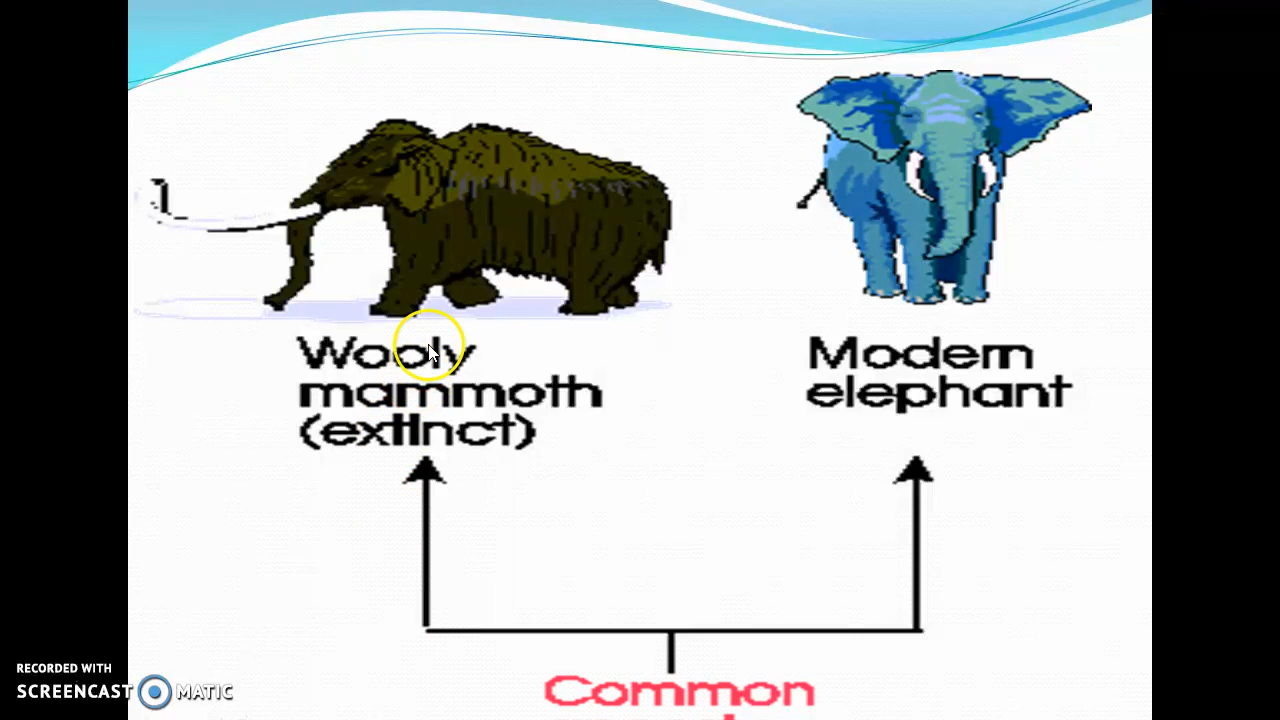 Wooly
mammoth
(extinct)
Modern
elephant
Common
RECORDED WITH
SCREENCAST MATIC